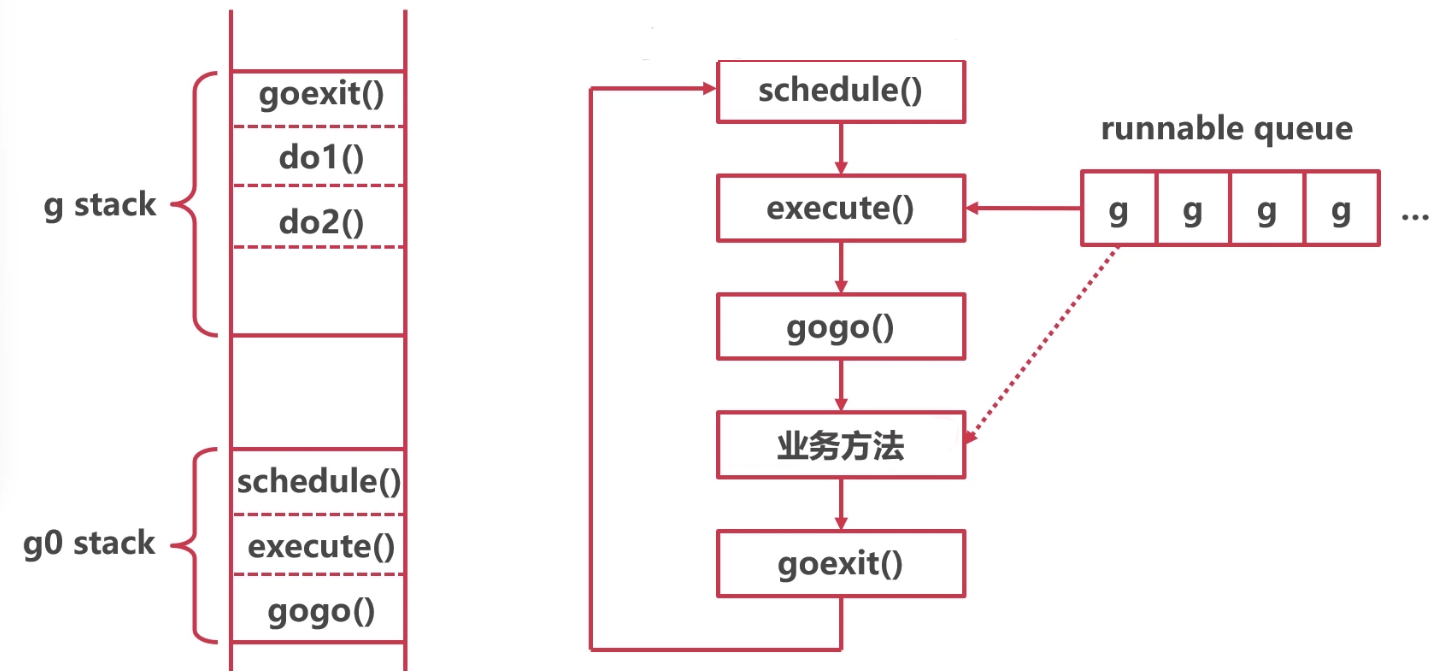 goexit()
do1()
g stack
do2()
schedule()
g0 stack
execute()
gogo()
schedule()
execute()
gogo()
业务方法
goexit()
runnable queue
g g g g ...